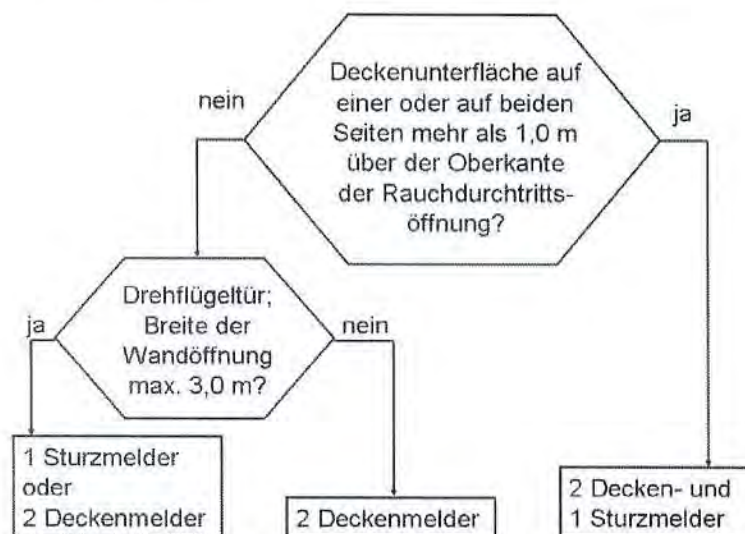 Deckenunterfläche auf
einer oder auf beiden
Seiten mehr als 1,0 m
über der Oberkante
der Rauchdurchtritts-
öffnung?
nein
ja
Drehflügeltür;
Breite der
Wandöffnung
max. 3,0 m?
ja
nein
1 Sturzmelder
oder
2 Deckenmelder
2 Deckenmelder
2 Decken- und
1 Sturzmelder